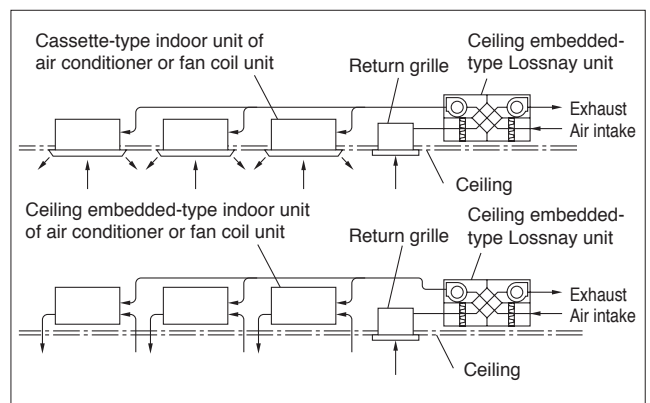 Cassette-type indoor unit of
air conditioner or fan coil unit
Return grille
Ceiling embedded-
type Lossnay unit
Exhaust
Air intake
Ceiling
Ceiling embedded-type indoor unit
of air conditioner or fan coil unit
Return grille
Ceiling embedded-
type Lossnay unit
Exhaust
Air intake
Ceiling